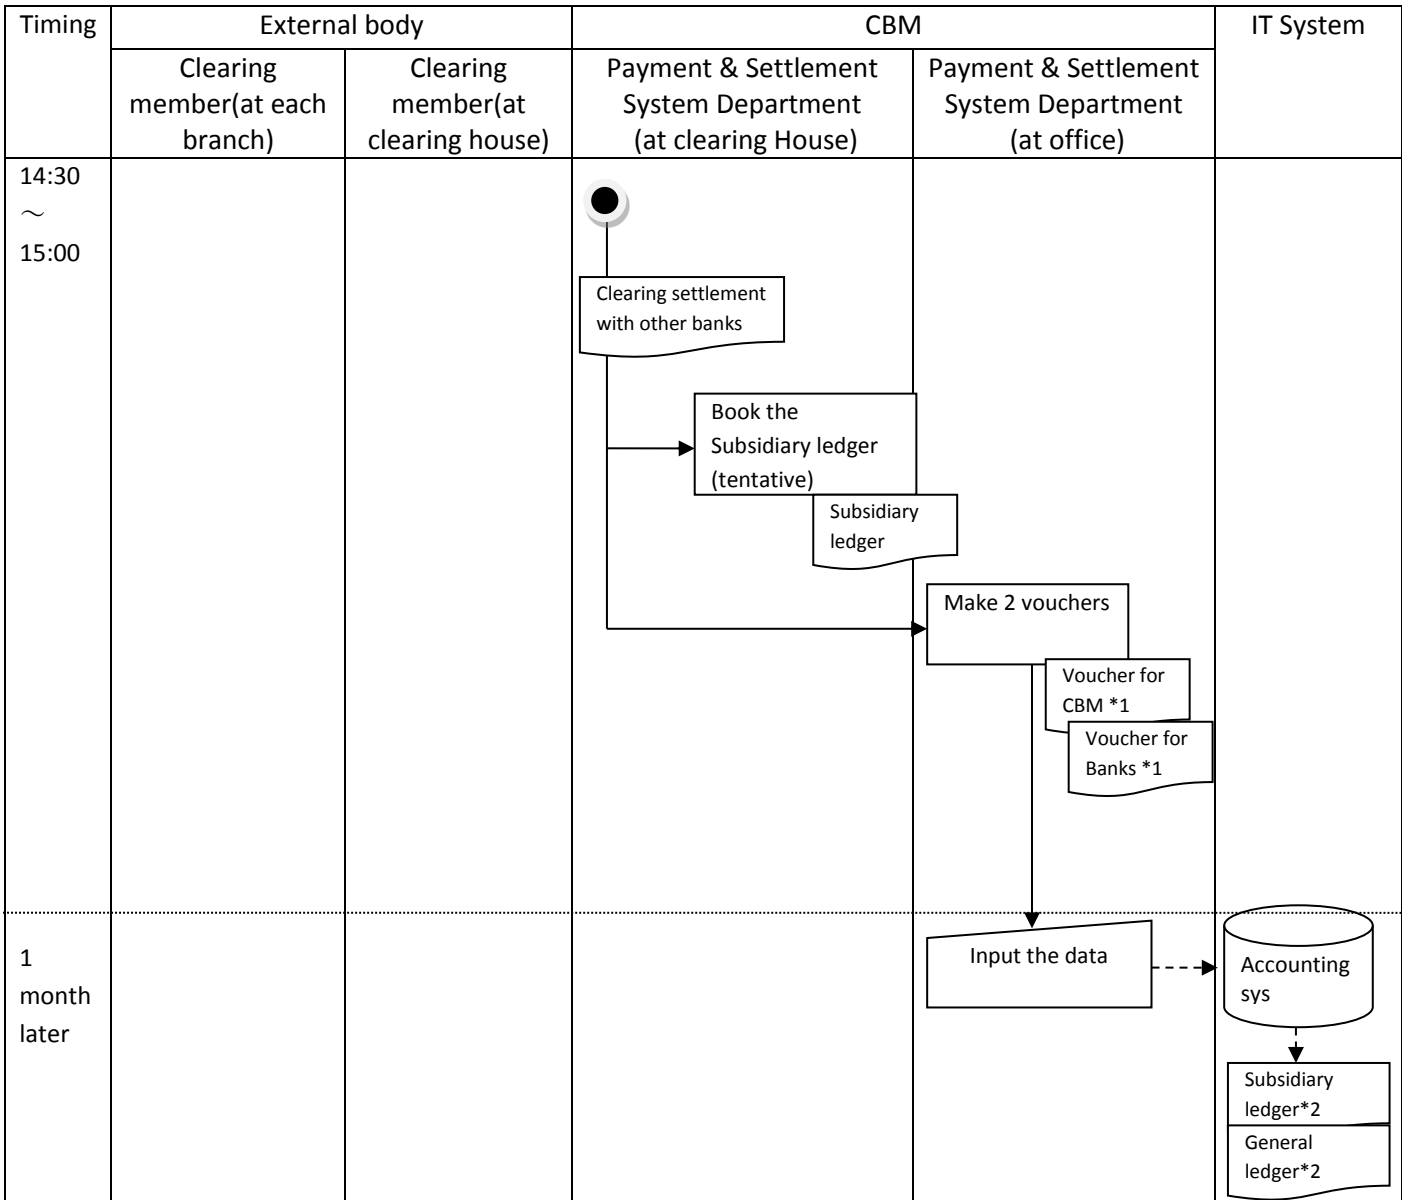 Timing
External body
CBM
IT System
Clearing
member(at each
branch)
Clearing
member(at
clearing house)
Payment & Settlement
System Department
(at clearing House)
Payment & Settlement
System Department
(at office)
14:30
～
15:00
Clearing settlement
with other banks
Book the
Subsidiary ledger
(tentative)
Subsidiary
ledger
Make 2 vouchers
Voucher for
CBM *1
Voucher for
Banks *1
1
month
later
Input the data
Accounting
sys
Subsidiary
ledger*2
General
ledger*2